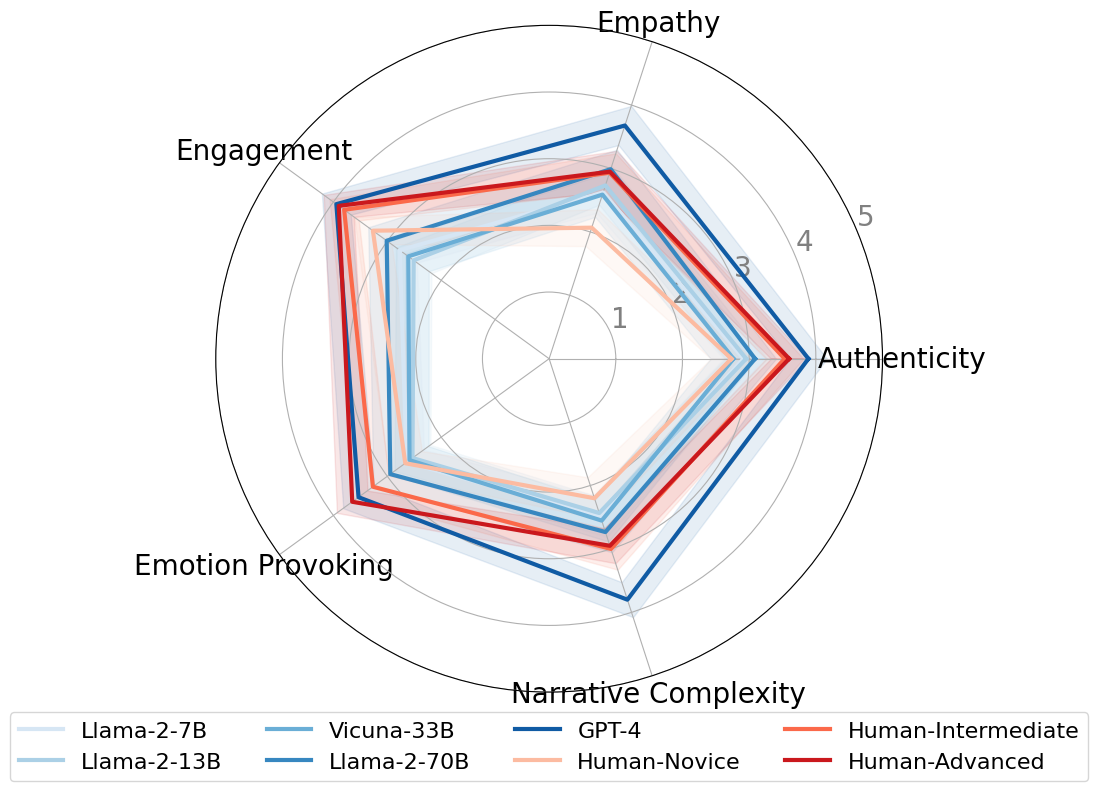 Empathy
Engagement
5
4
3
2
1
Authenticity
Emotion Provoking
Narrative Complexity
Llama-2-7B Vicuna-33B GPT-4 Human-Intermediate
Llama-2-13B Llama-2-70B Human-Novice Human-Advanced